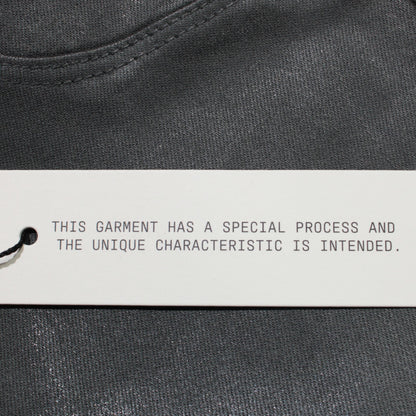 THIS GARMENT HAS A SPECIAL PROCESS AND
THE UNIQUE CHARACTERISTIC IS INTENDED.